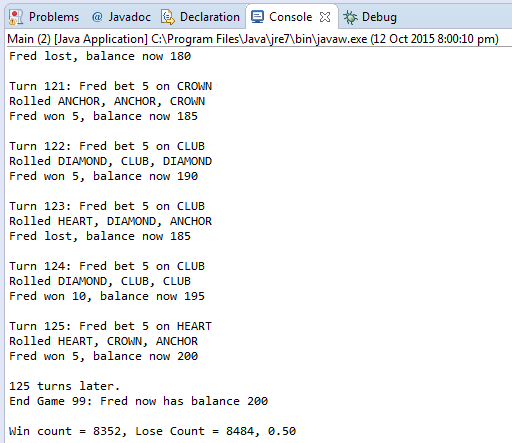 Problems @ Javadoc Declaration Console Debug
Main (2) [Java Application] C:\Program Files\Java\jre7\bin\javaw.exe (12 Oct 2015 8:00:10 pm)
Fred lost, balance now 180
Turn 121: Fred bet 5 on CROWN
Rolled ANCHOR, ANCHOR, CROWN
Fred won 5, balance now 185
Turn 122: Fred bet 5 on CLUB
Rolled DIAMOND, CLUB, DIAMOND
Fred won 5, balance now 190
Turn 123: Fred bet 5 on CLUB
Rolled HEART, DIAMOND, ANCHOR
Fred lost, balance now 185
Turn 124: Fred bet 5 on CLUB
Rolled DIAMOND, CLUB, CLUB
Fred won 10, balance now 195
Turn 125: Fred bet 5 on HEART
Rolled HEART, CROWN, ANCHOR
Fred won 5, balance now 200
125 turns later.
End Game 99: Fred now has balance 200
Win count = 8352, Lose Count = 8484, 0.50